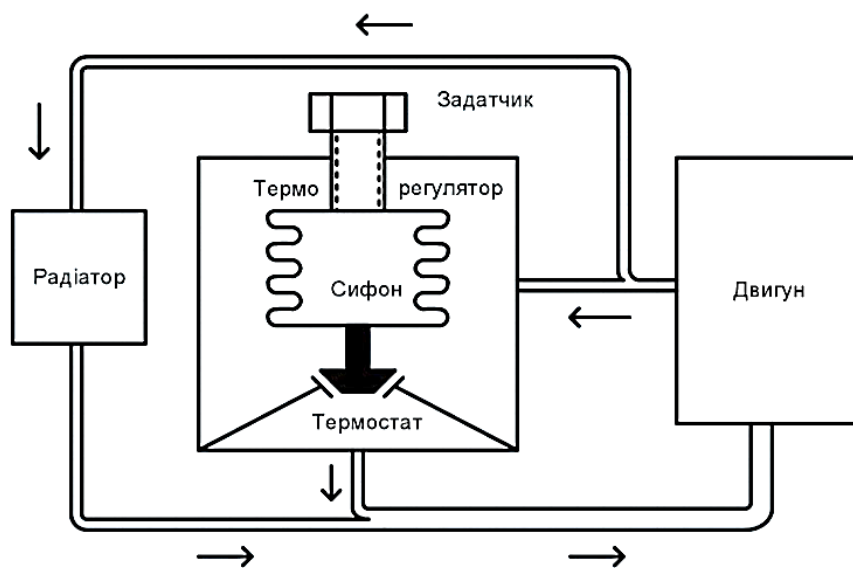 Задатчик
Термо регулятор
Радіатор
Сифон
Двигун
Термостат